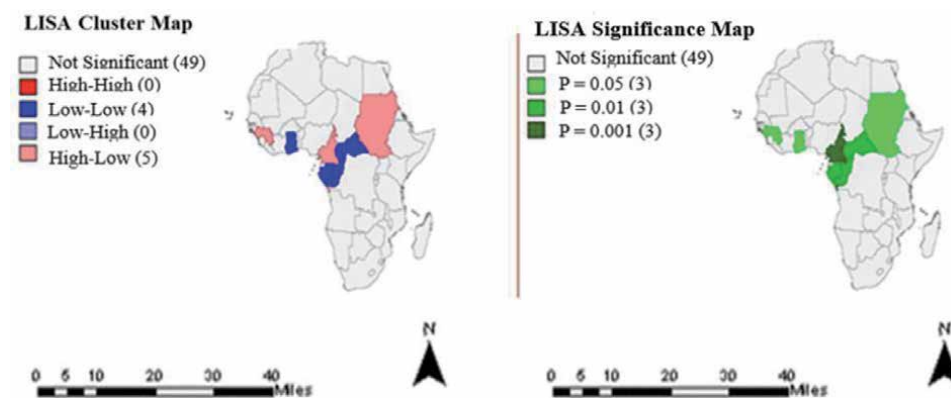 LISA Cluster Map
Not Significant (49)
High-High (0)
Low-Low (4)
Low-High (0)
High-Low (5)
N
0 5 10 20 30 40
Miles
LISA Significance Map
Not Significant (49)
P = 0.05 (3)
P = 0.01 (3)
P = 0.001 (3)
N
0 5 10 20 30 40
Miles